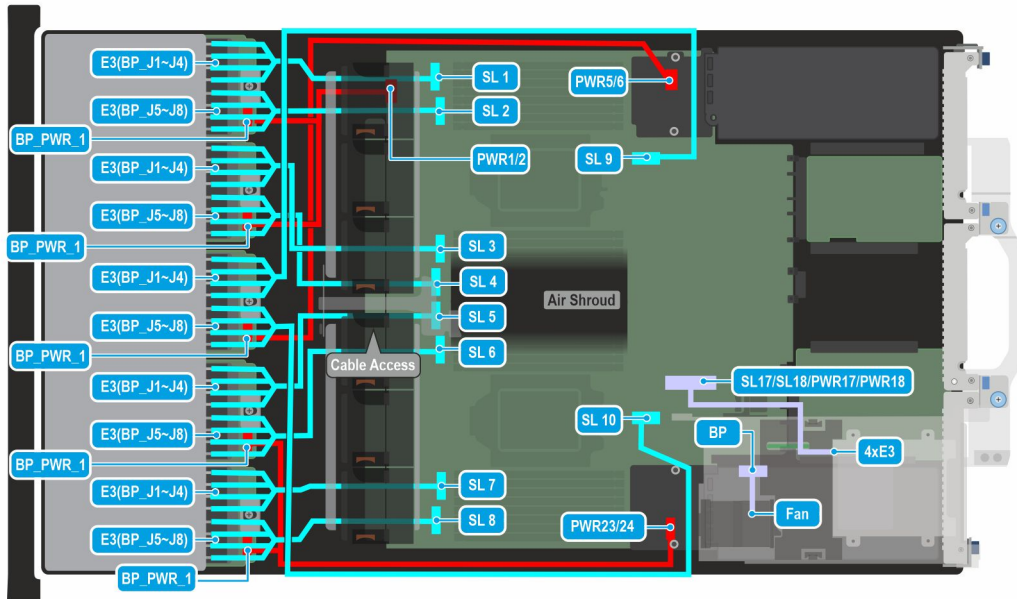 E3(BP_J1~J4)
E3(BP_J5~J8)
BP_PWR_1
E3(BP_J1~J4)
E3(BP_J5~J8)
BP_PWR_1
E3(BP_J1~J4)
E3(BP_J5~J8)
BP_PWR_1
E3(BP_J1~J4)
E3(BP_J5~J8)
BP_PWR_1
E3(BP_J1~J4)
E3(BP_J5~J8)
BP_PWR_1
SL 1
SL 2
PWR1/2
SL 3
SL 4
SL 5
SL 6
Cable Access
SL 7
SL 8
PWR5/6
SL 9
Air Shroud
SL17/SL18/PWR17/PWR18
SL 10
BP
4xE3
Fan
PWR23/24